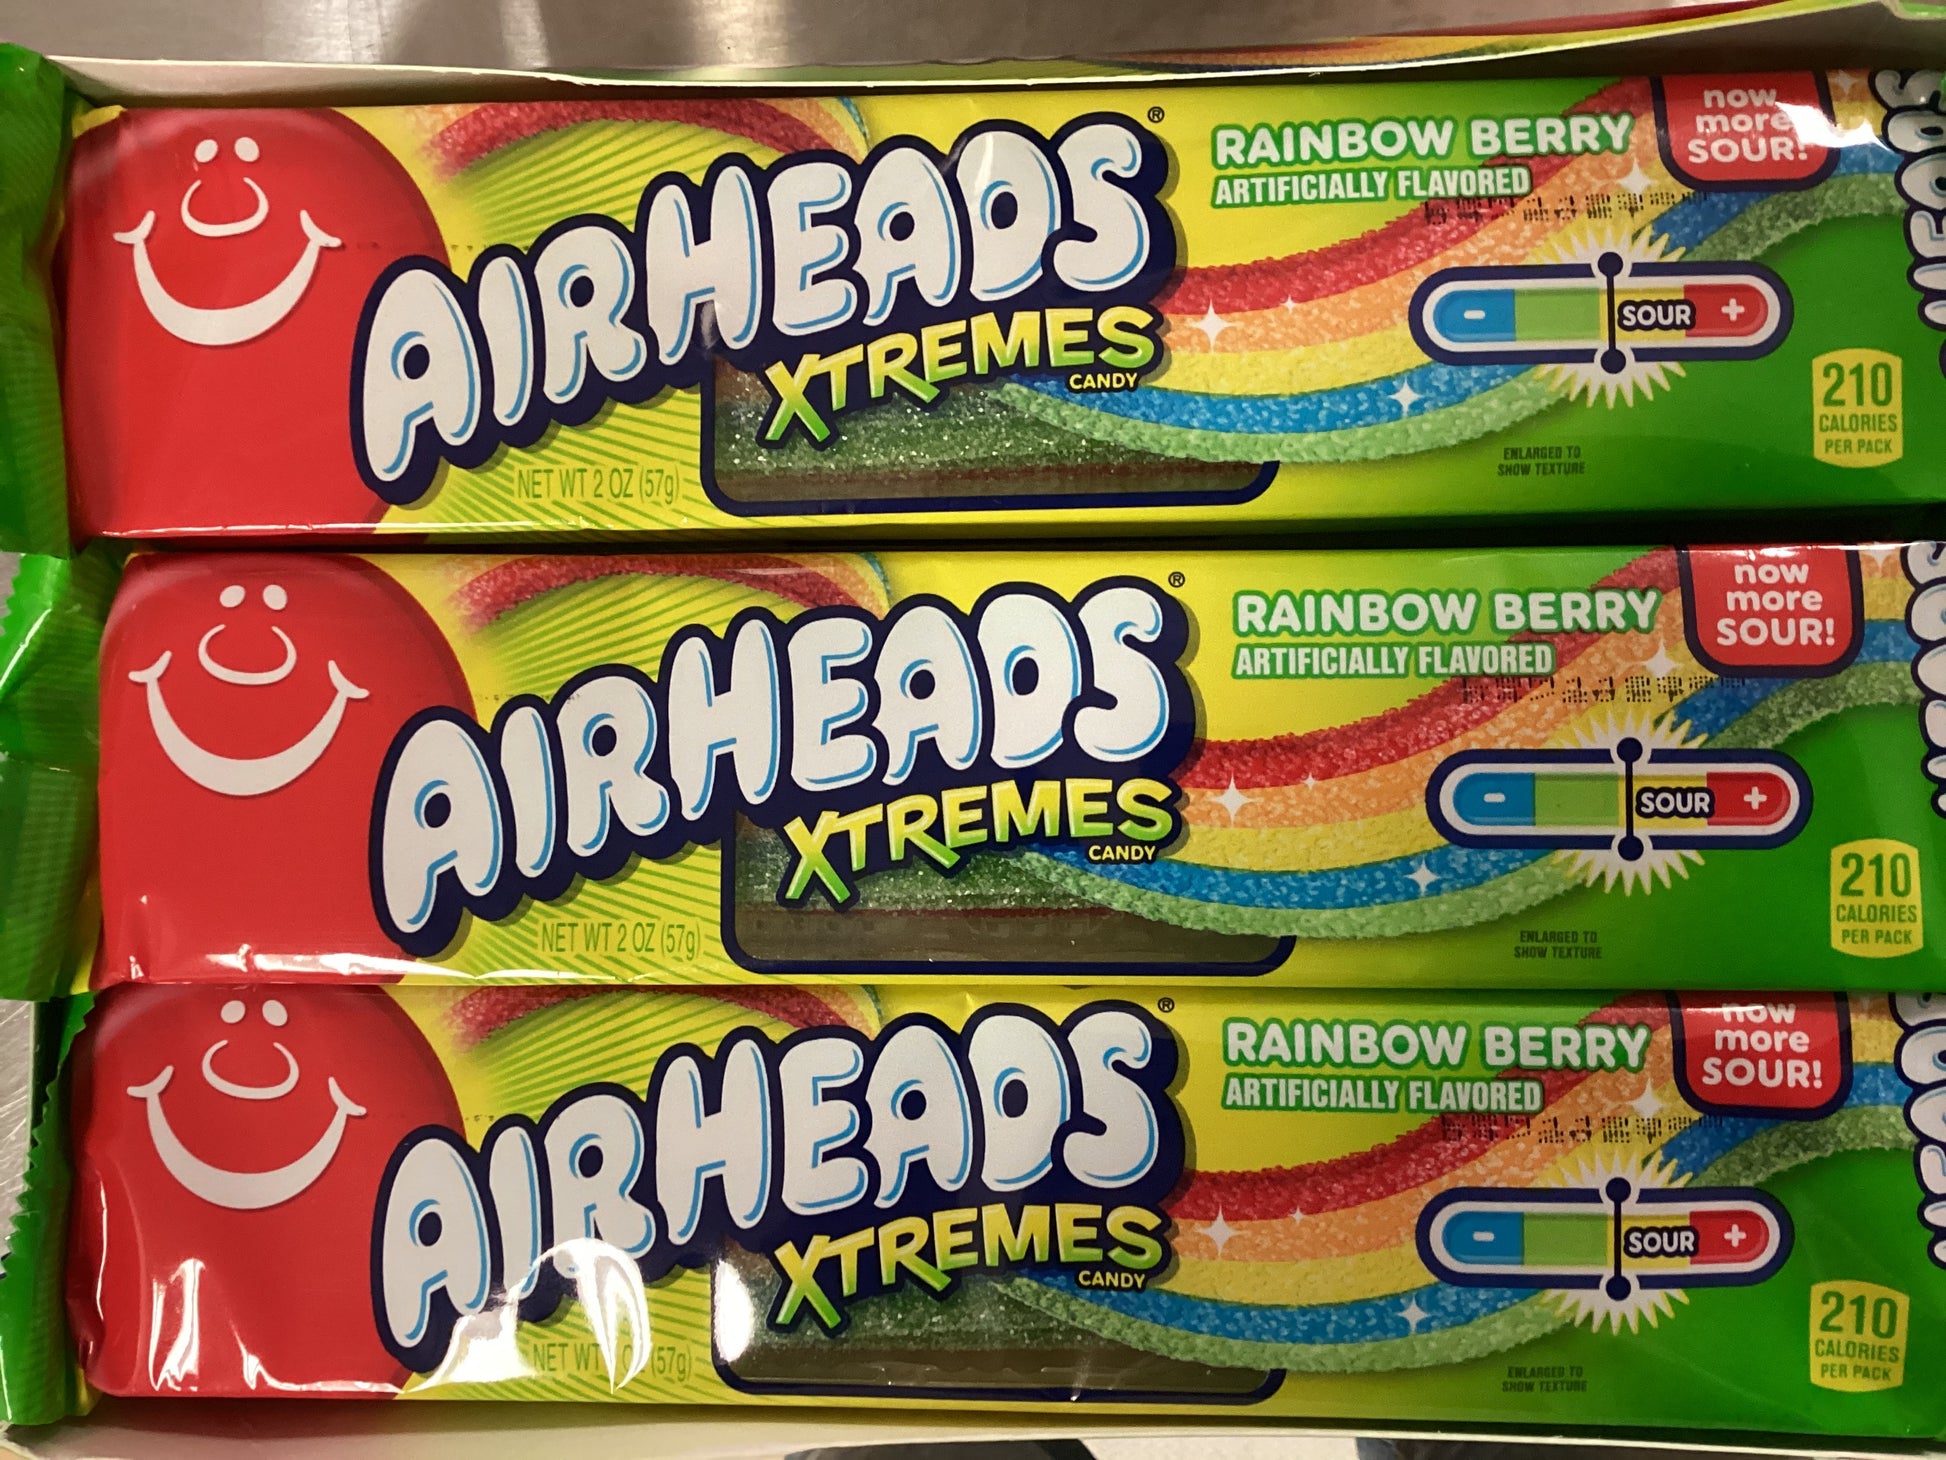 AIRHEADS®
XTREMES
CANDY
NET WT 2 OZ (57g)
RAINBOW BERRY
ARTIFICIALLY FLAVORED
now
more
SOUR!
- SOUR +
ENLARGED TO
SHOW TEXTURE
210
CALORIES
PER PACK
AIRHEADS®
XTREMES
CANDY
NET WT 2 OZ (57g)
RAINBOW BERRY
ARTIFICIALLY FLAVORED
now
more
SOUR!
- SOUR +
ENLARGED TO
SHOW TEXTURE
210
CALORIES
PER PACK
AIRHEADS®
XTREMES
CANDY
NET WT (57g)
RAINBOW BERRY
ARTIFICIALLY FLAVORED
now
more
SOUR!
- SOUR +
ENLARGED TO
SHOW TEXTURE
210
CALORIES
PER PACK